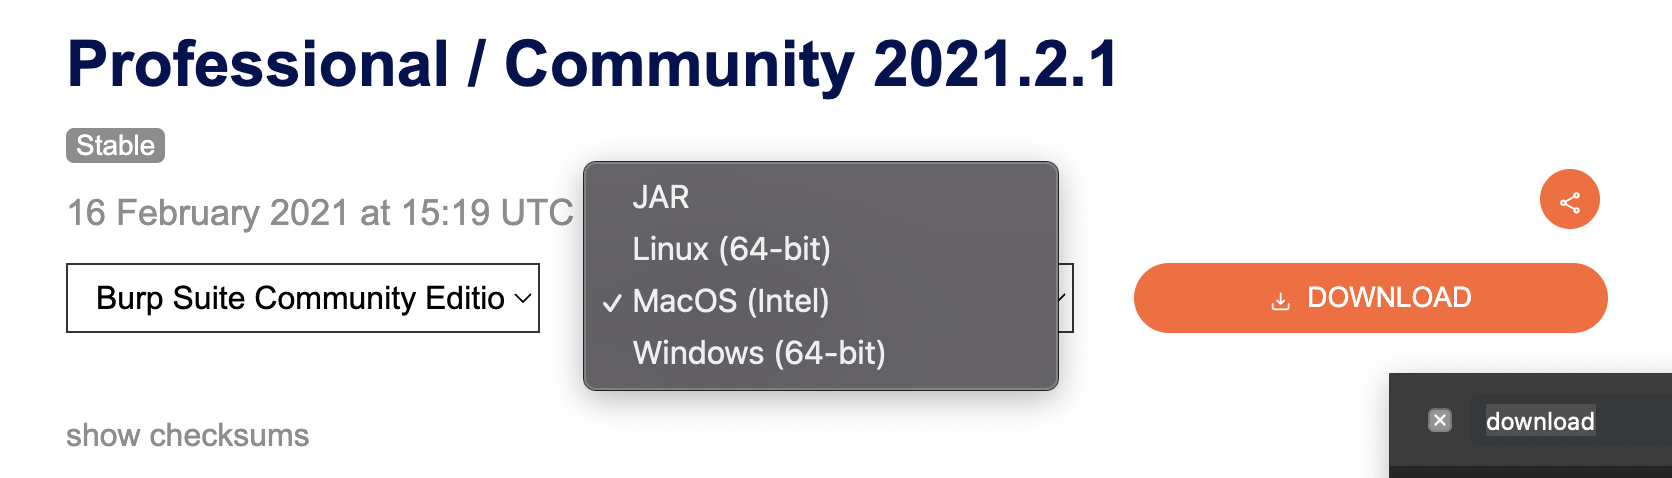 Professional / Community 2021.2.1
Stable
16 February 2021 at 15:19 UTC
JAR
Linux (64-bit)
✓ MacOS (Intel)
Windows (64-bit)
Burp Suite Community Editio
DOWNLOAD
show checksums
download